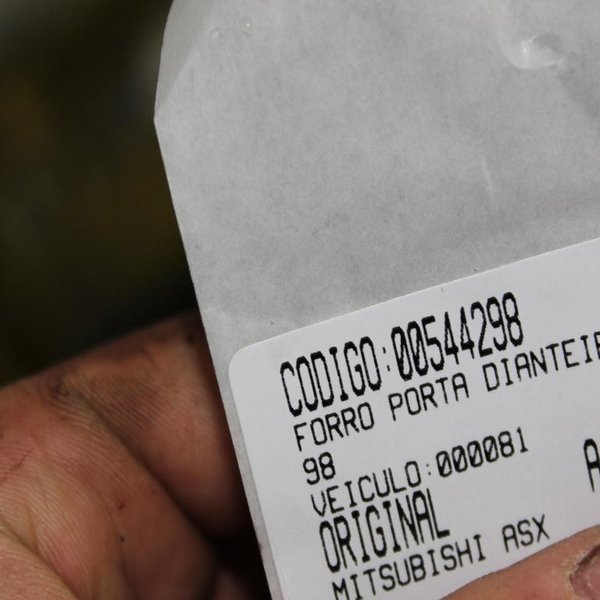 CODIGO:00544298
FORRO PORTA DIANTEI
98
VEICULO:000081
ORIGINAL
MITSUBISHI ASX